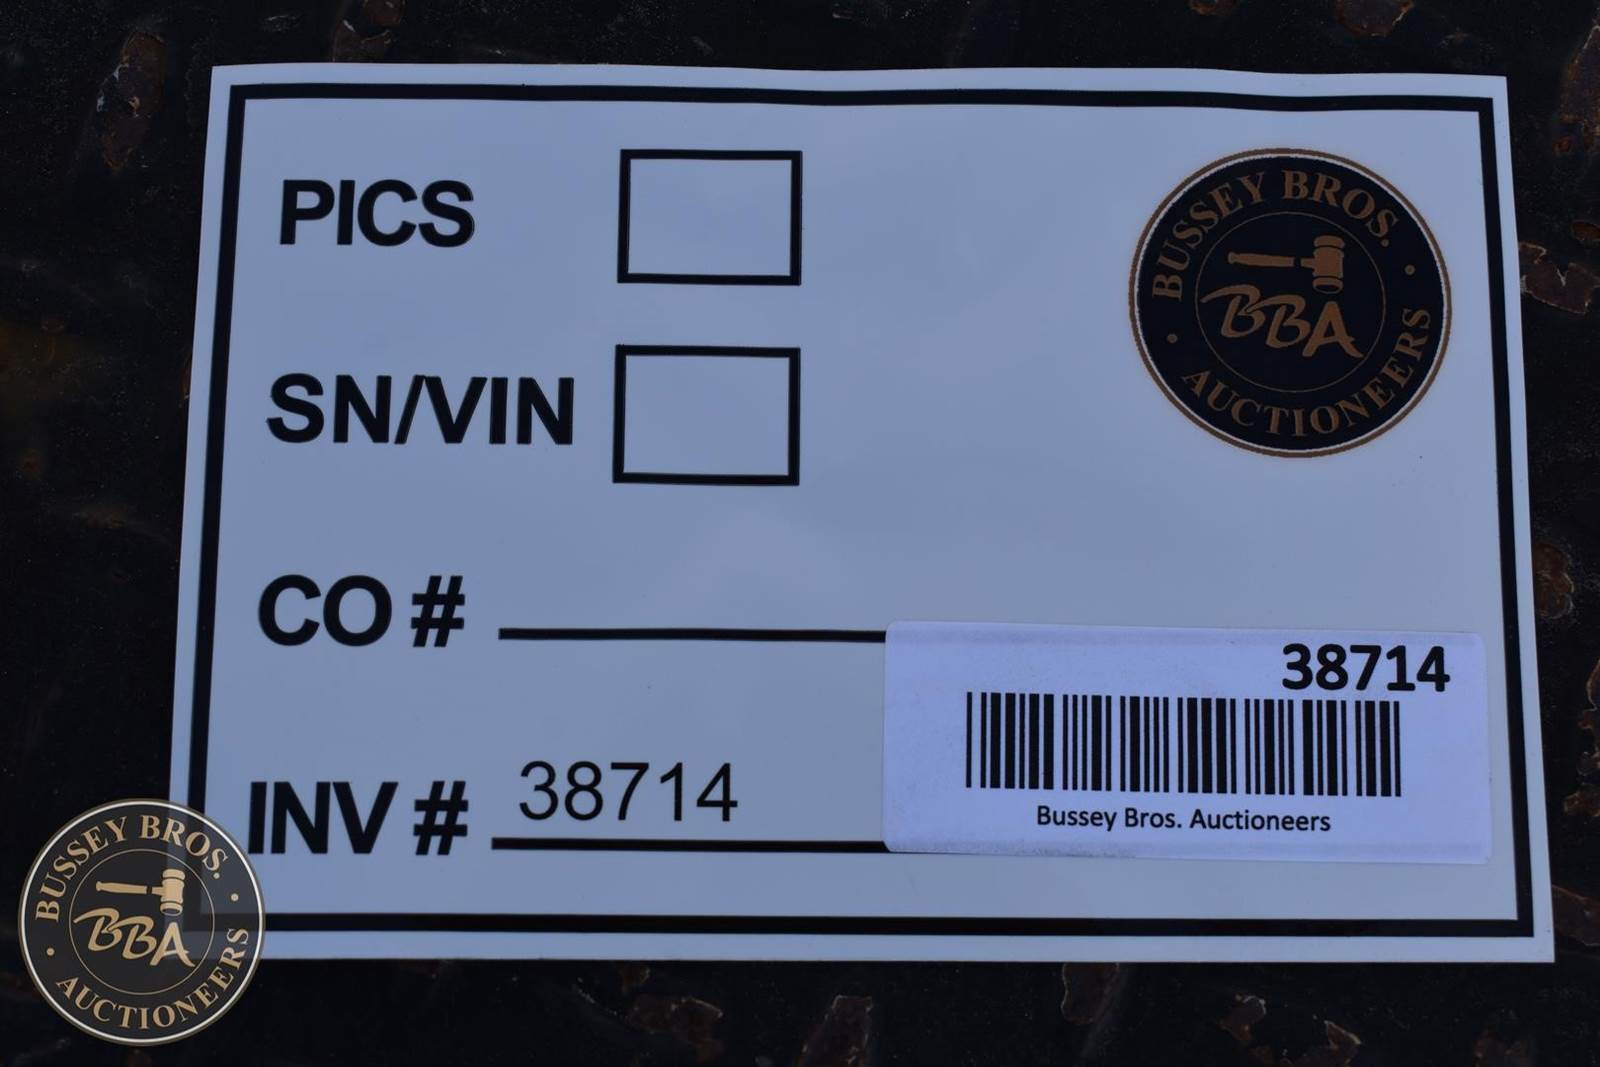 PICS
BUSSEY BROS.
BBA
AUCTIONEERS
SN/VIN
CO #
38714
INV # 38714
Bussey Bros. Auctioneers
BUSSEY BROS.
BBA
AUCTIONEERS